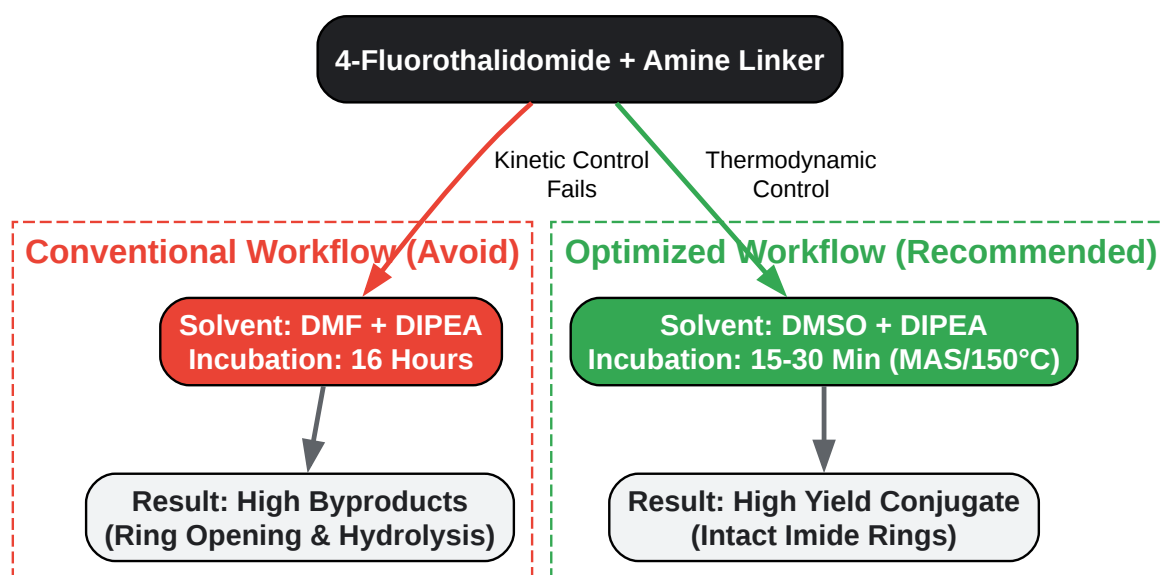 4-Fluorothalidomide + Amine Linker
Kinetic Control
Fails
Thermodynamic
Control
Conventional Workflow (Avoid)
Solvent: DMF + DIPEA
Incubation: 16 Hours
Result: High Byproducts
(Ring Opening & Hydrolysis)
Optimized Workflow (Recommended)
Solvent: DMSO + DIPEA
Incubation: 15-30 Min (MAS/150°C)
Result: High Yield Conjugate
(Intact Imide Rings)